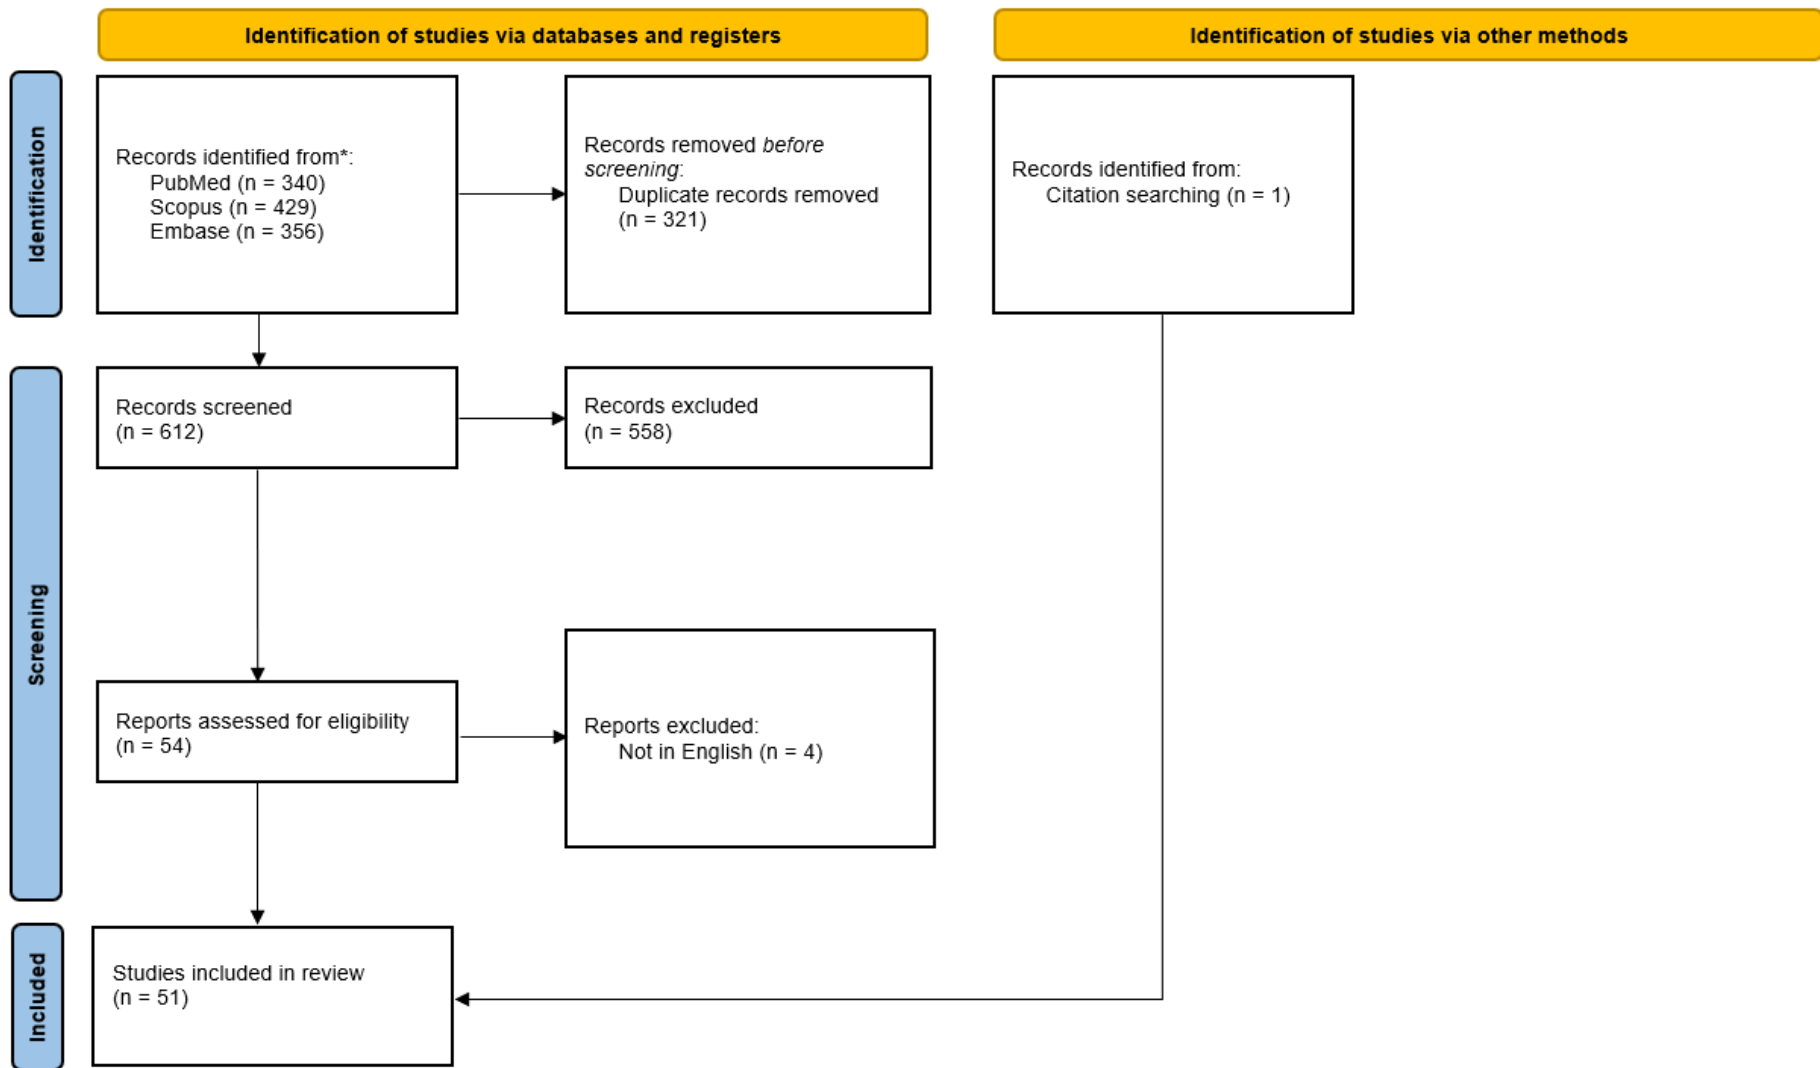 Identification of studies via databases and registers
Identification of studies via other methods
Identification
Records identified from*:
PubMed (n = 340)
Scopus (n = 429)
Embase (n = 356)
Records removed before
screening:
Duplicate records removed
(n = 321)
Records identified from:
Citation searching (n = 1)
Screening
Records screened
(n = 612)
Records excluded
(n = 558)
Reports assessed for eligibility
(n = 54)
Reports excluded:
Not in English (n = 4)
Included
Studies included in review
(n = 51)